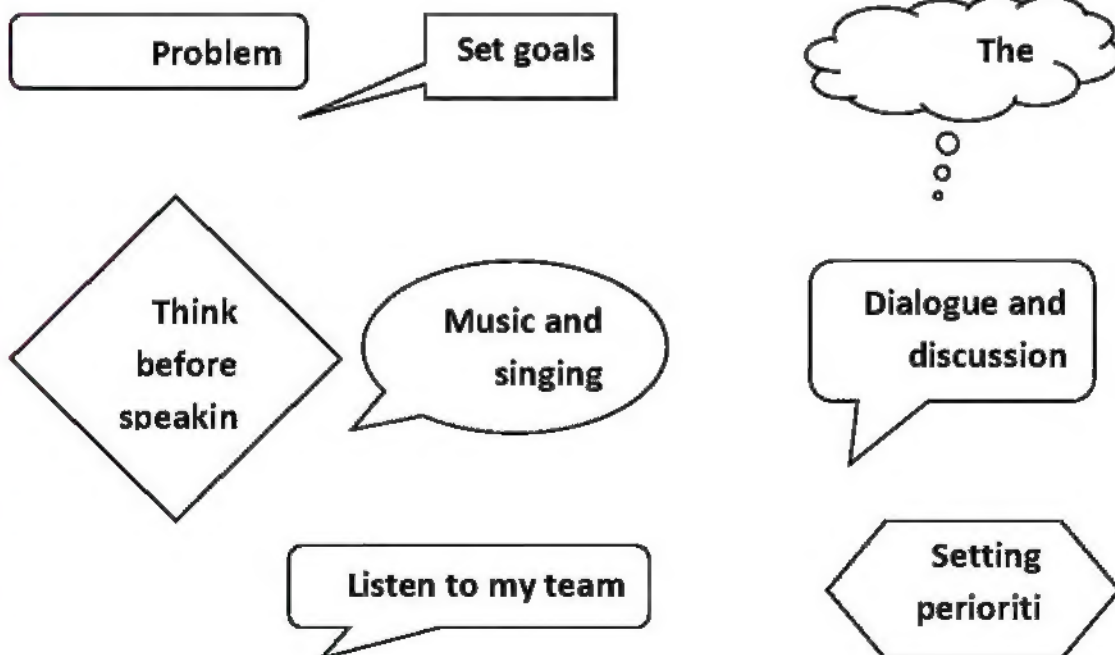 Problem
Set goals
The
Think
before
speakin
Music and
singing
Dialogue and
discussion
Listen to my team
Setting
perioriti